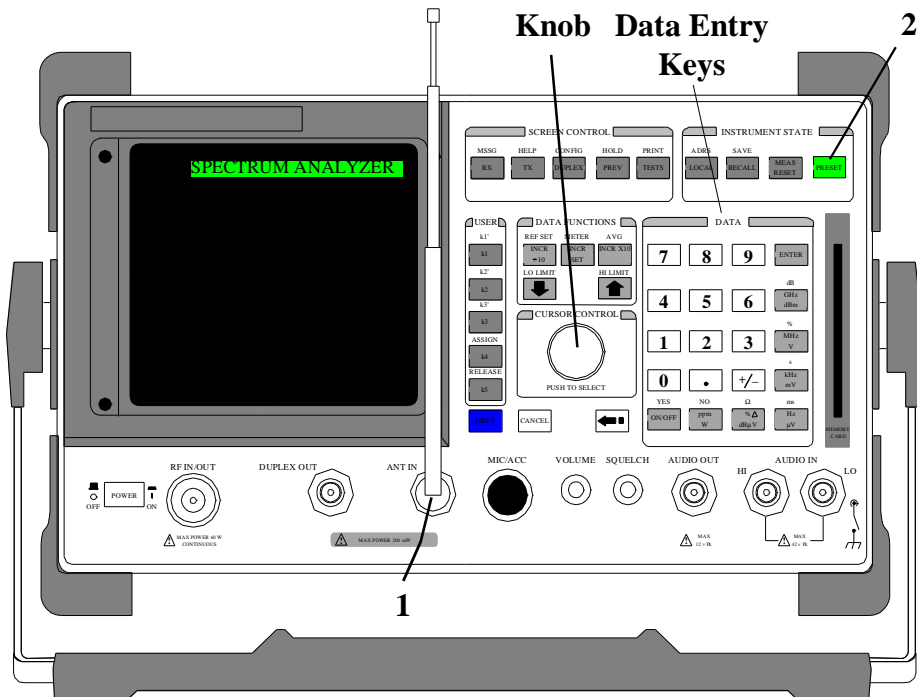 Knob Data Entry Keys 2
SPECTRUM ANALYZER
SCREEN CONTROL
MSSG HELP CONFIG HOLD PRINT
RX TX DUPLEX PREV TESTS
INSTRUMENT STATE
ADRS SAVE
LOCAL RECALL MEAS RESET PRESET
USER
k1'
k1
k2'
k2
k3'
k3
ASSIGN
k4
RELEASE
k5
DATA FUNCTIONS
REF SET METER AVG
INCR ÷10 INCR SET INCR X10
LO LIMIT HI LIMIT
CURSOR CONTROL
PUSH TO SELECT
SHIFT CANCEL
DATA
7 8 9 ENTER
dB
4 5 6 GHz dBm
%
1 2 3 MHz V
s
0 . +/− kHz mV
YES NO Ω ms
ON/OFF ppm W %Δ dBµV Hz µV
MEMORY CARD
RF IN/OUT DUPLEX OUT ANT IN MIC/ACC VOLUME SQUELCH AUDIO OUT AUDIO IN
HI LO
OFF POWER ON
MAX POWER 60 W
CONTINUOUS
MAX POWER 200 mW
MAX
12 v Pk
MAX
42 v Pk
1